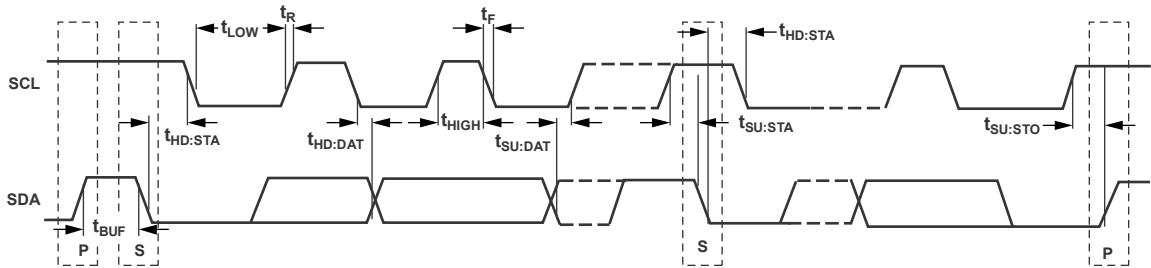 tLOW
tR
tF
tHD:STA
SCL
tHD:STA
tHD:DAT
tHIGH
tSU:DAT
tSU:STA
tSU:STO
SDA
tBUF
P
S
S
P